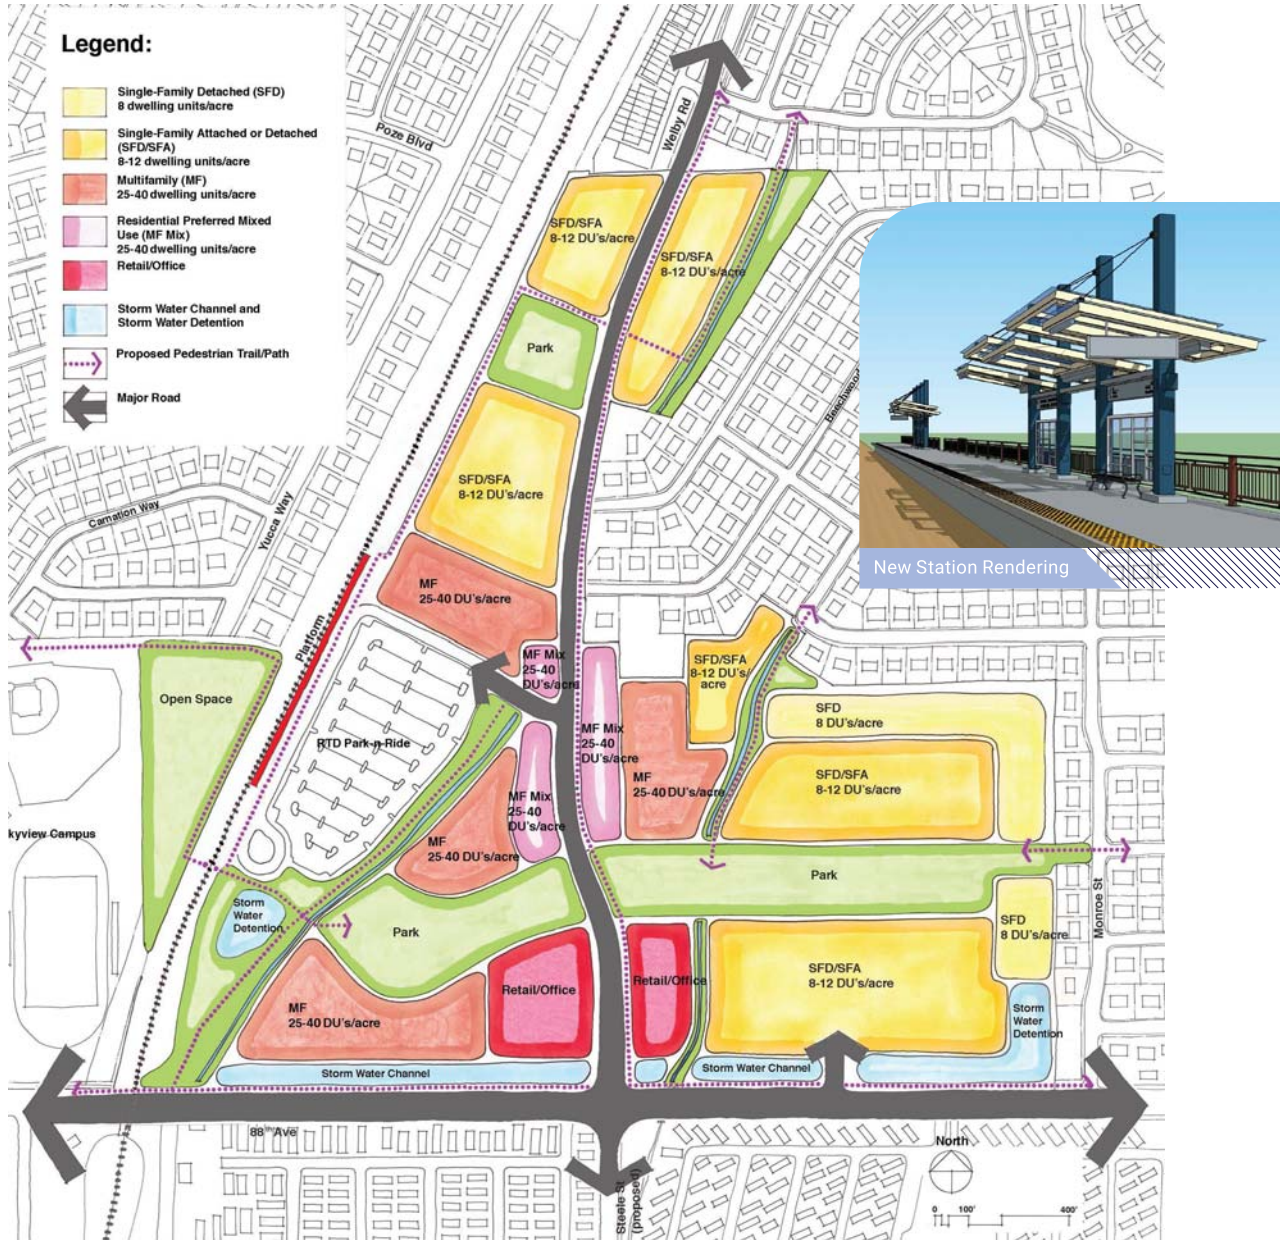 Legend:
Single-Family Detached (SFD)
8 dwelling units/acre
Single-Family Attached or Detached
(SFD/SFA)
8-12 dwelling units/acre
Multifamily (MF)
25-40 dwelling units/acre
Residential Preferred Mixed
Use (MF Mix)
25-40 dwelling units/acre
Retail/Office
Storm Water Channel and
Storm Water Detention
Proposed Pedestrian Trail/Path
Major Road
Poze Blvd
Welby Rd
SFD/SFA
8-12 DU's/acre
SFD/SFA
8-12 DU's/acre
Park
Beechwood
SFD/SFA
8-12 DU's/acre
Carnation Way
Yucca Way
New Station Rendering
MF
25-40 DU's/acre
Platform
MF Mix
25-40
DU's/acre
SFD/SFA
8-12 DU's/
acre
Open Space
SFD
8 DU's/acre
RTD Park-n-Ride
MF Mix
25-40
DU's/acre
MF
25-40 DU's/acre
SFD/SFA
8-12 DU's/acre
MF Mix
25-40
DU's/acre
MF
25-40 DU's/acre
kyview Campus
Park
Monroe St
Storm
Water
Detention
Park
SFD
8 DU's/acre
Retail/Office
Retail/Office
SFD/SFA
8-12 DU's/acre
MF
25-40 DU's/acre
Storm
Water
Detention
Storm Water Channel
Storm Water Channel
88th Ave
Steele St
(proposed)
North
0 100' 400'